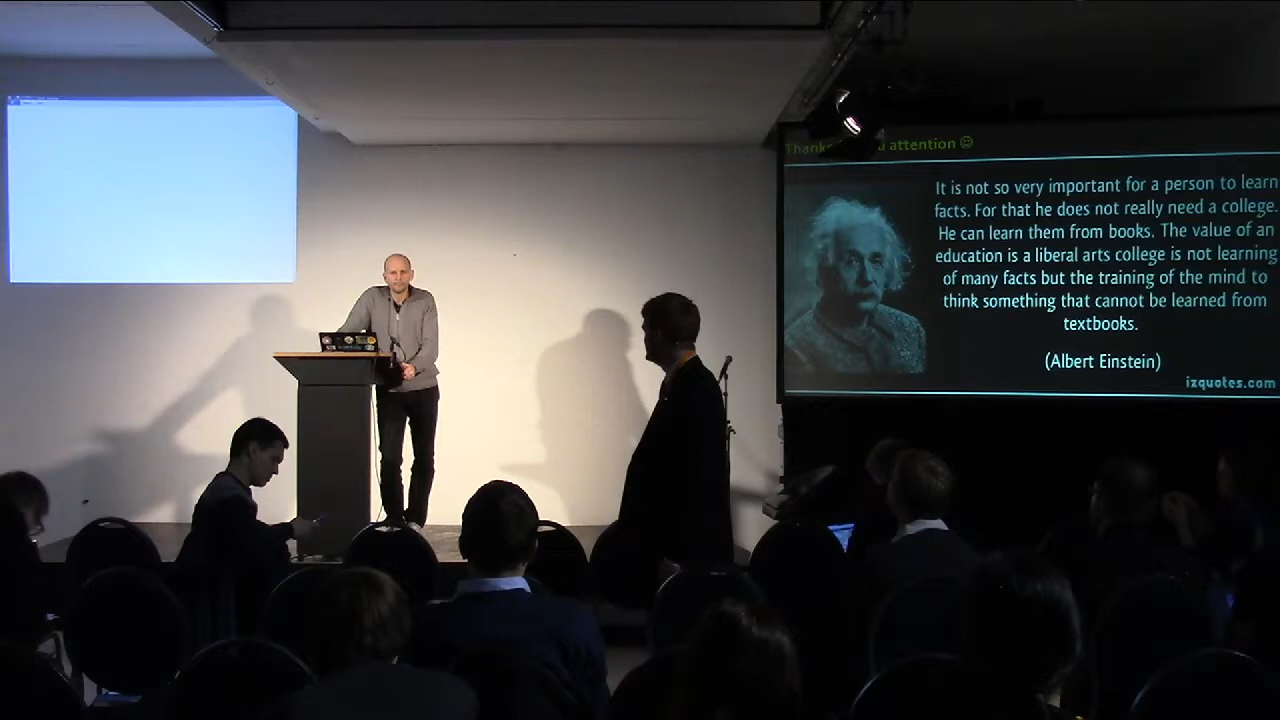 Thanks attention ☺
It is not so very important for a person to learn
facts. For that he does not really need a college.
He can learn them from books. The value of an
education is a liberal arts college is not learning
of many facts but the training of the mind to
think something that cannot be learned from
textbooks.
(Albert Einstein)
izquotes.com